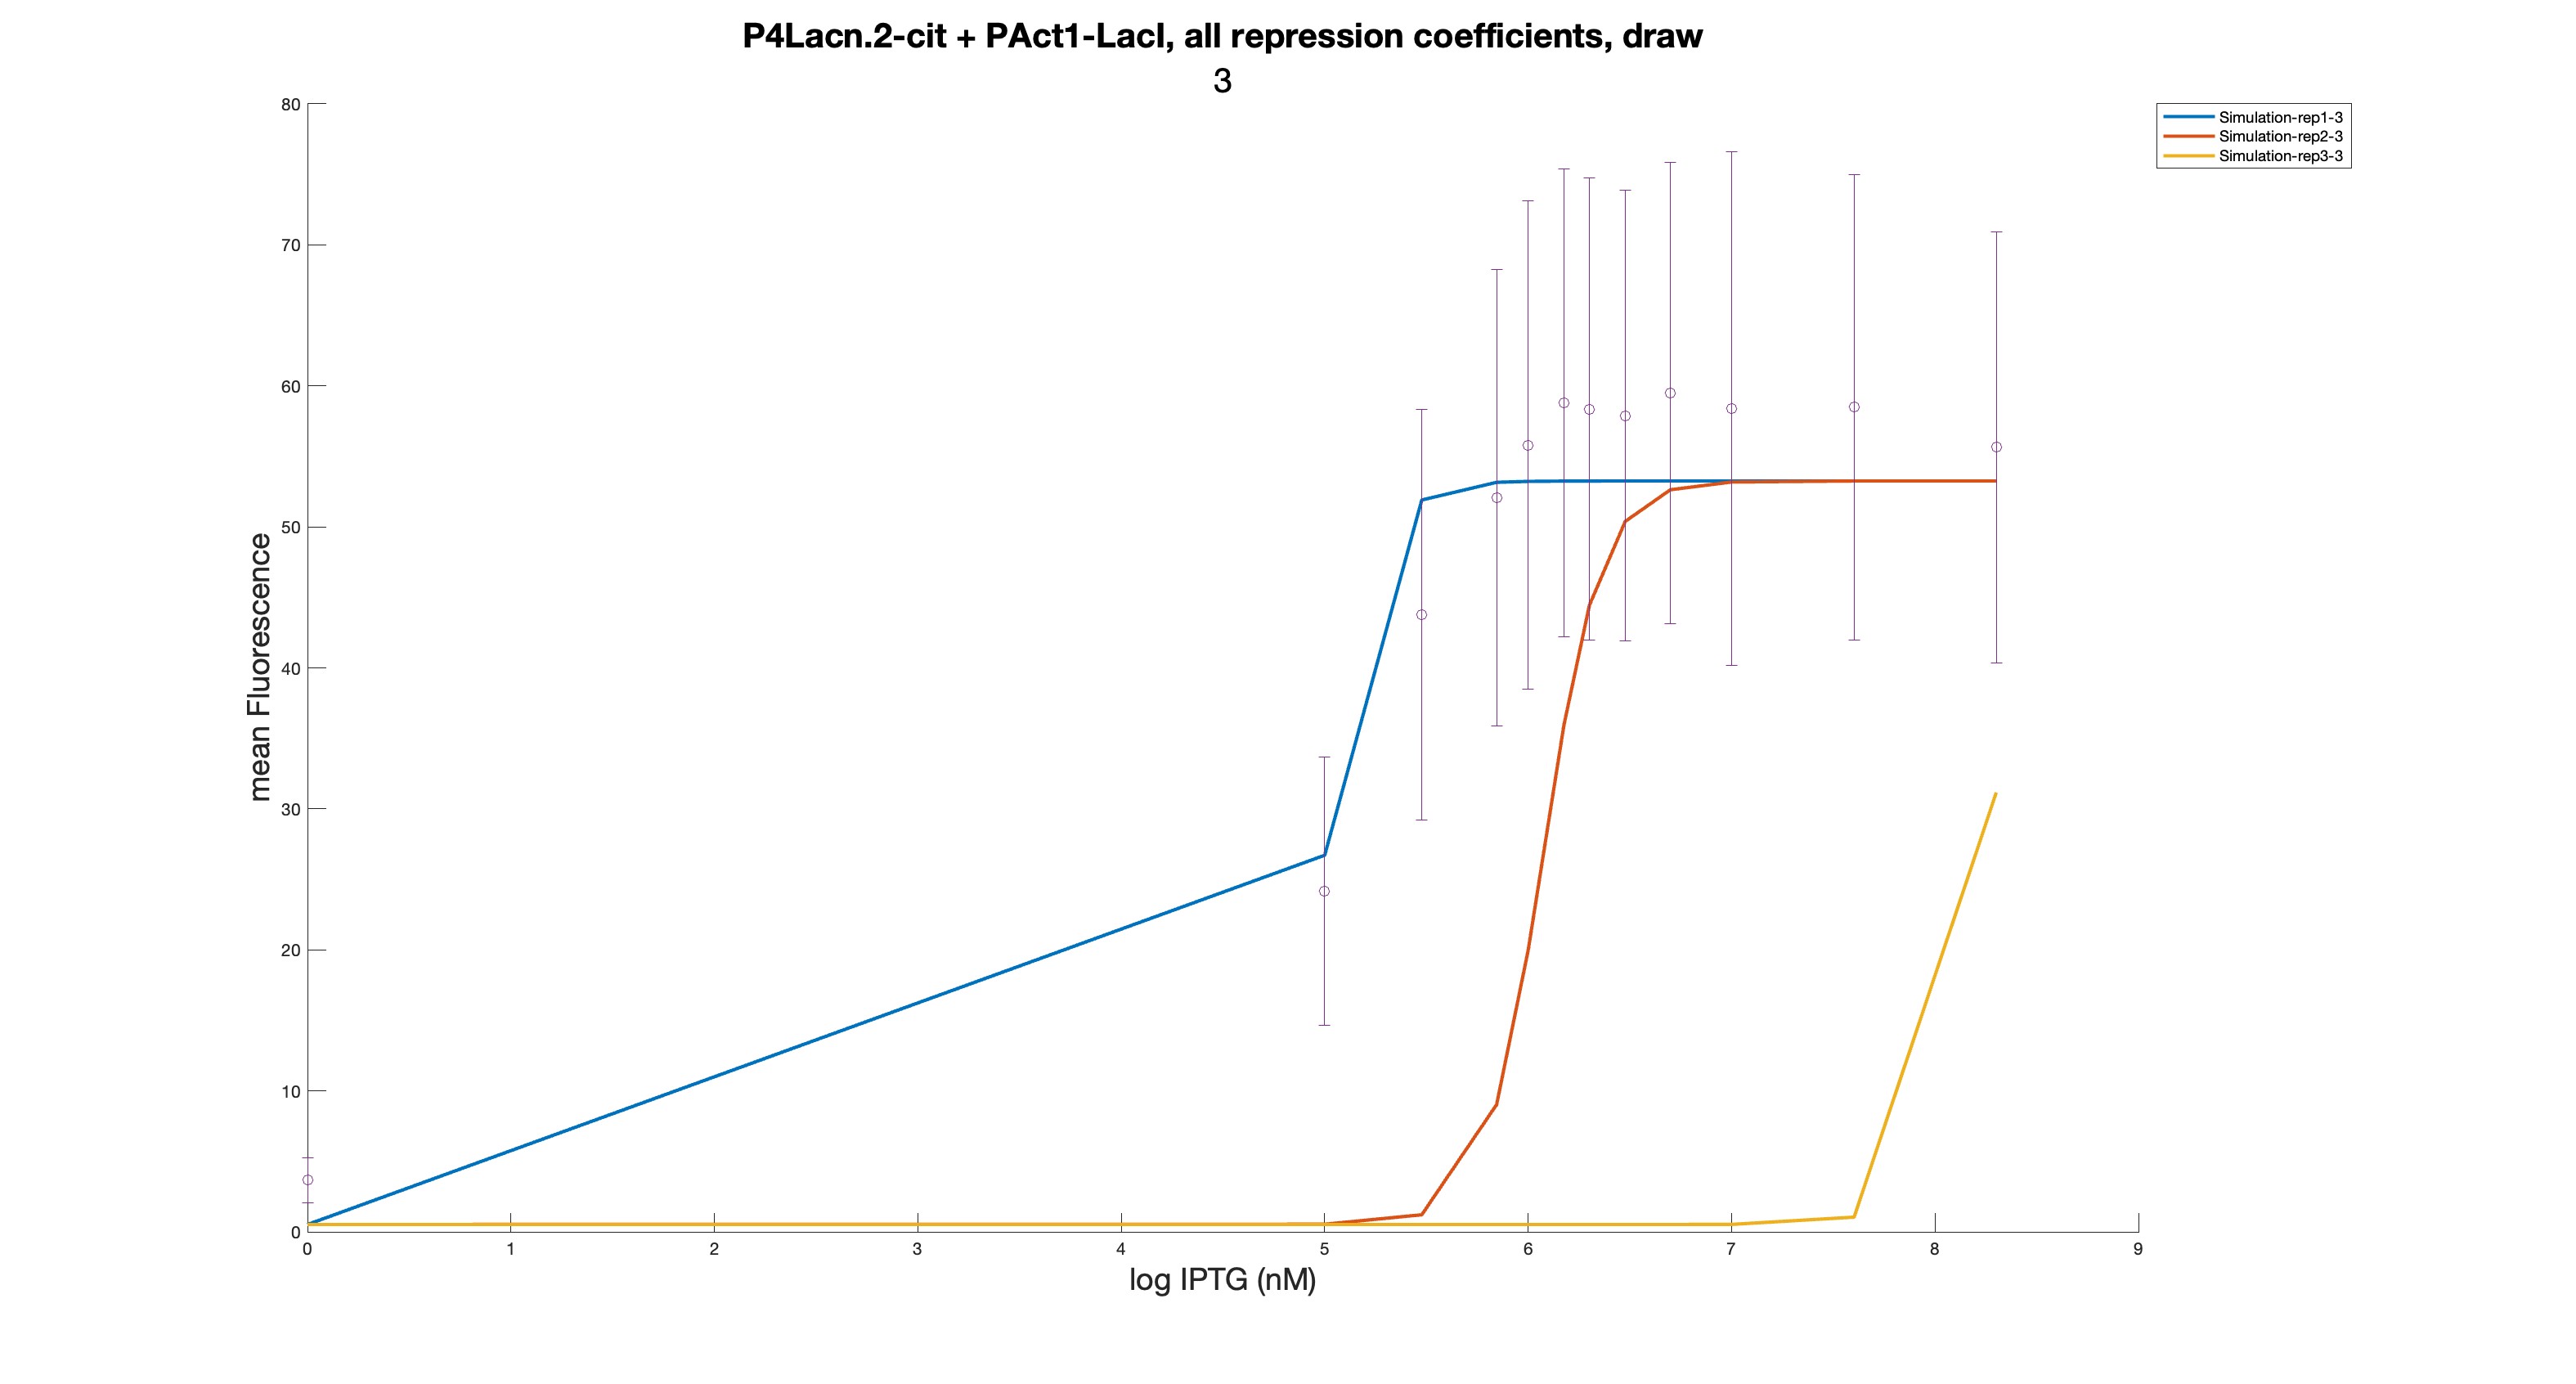 P4Lacn.2-cit + PAct1-LacI, all repression coefficients, draw
3
Simulation-rep1-3
Simulation-rep2-3
Simulation-rep3-3
mean Fluorescence
80
70
60
50
40
30
20
10
0
0 1 2 3 4 5 6 7 8 9
log IPTG (nM)